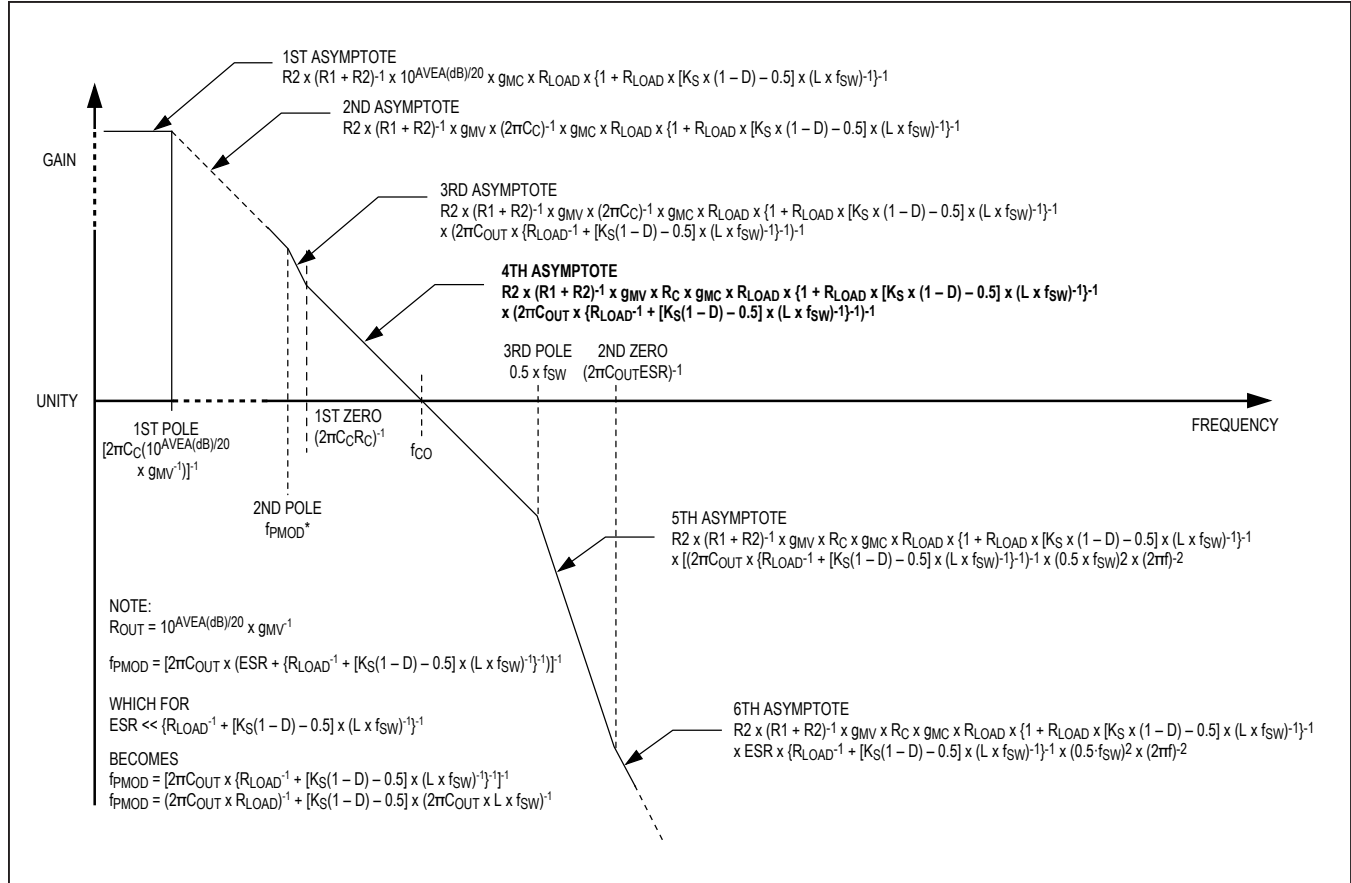 1ST ASYMPTOTE
R2 x (R1 + R2)-1 x 10AVEA(dB)/20 x gMC x RLOAD x {1 + RLOAD x [KS x (1 – D) – 0.5] x (L x fSW)-1}-1
2ND ASYMPTOTE
R2 x (R1 + R2)-1 x gMV x (2πCC)-1 x gMC x RLOAD x {1 + RLOAD x [KS x (1 – D) – 0.5] x (L x fSW)-1}-1
GAIN
3RD ASYMPTOTE
R2 x (R1 + R2)-1 x gMV x (2πCC)-1 x gMC x RLOAD x {1 + RLOAD x [KS x (1 – D) – 0.5] x (L x fSW)-1}-1
x (2πCOUT x {RLOAD-1 + [KS(1 – D) – 0.5] x (L x fSW)-1}-1)-1
4TH ASYMPTOTE
R2 x (R1 + R2)-1 x gMV x RC x gMC x RLOAD x {1 + RLOAD x [KS x (1 – D) – 0.5] x (L x fSW)-1}-1
x (2πCOUT x {RLOAD-1 + [KS(1 – D) – 0.5] x (L x fSW)-1}-1)-1
3RD POLE
0.5 x fSW
2ND ZERO
(2πCOUTESR)-1
UNITY
FREQUENCY
1ST POLE
[2πCC(10AVEA(dB)/20
x gMV-1)]-1
1ST ZERO
(2πCCRC)-1
fCO
2ND POLE
fPMOD*
5TH ASYMPTOTE
R2 x (R1 + R2)-1 x gMV x RC x gMC x RLOAD x {1 + RLOAD x [KS x (1 – D) – 0.5] x (L x fSW)-1}-1
x [(2πCOUT x {RLOAD-1 + [KS(1 – D) – 0.5] x (L x fSW)-1}-1)-1 x (0.5 x fSW)2 x (2πf)-2
NOTE:
ROUT = 10AVEA(dB)/20 x gMV-1
fPMOD = [2πCOUT x (ESR + {RLOAD-1 + [KS(1 – D) – 0.5] x (L x fSW)-1}-1)]-1
WHICH FOR
ESR << {RLOAD-1 + [KS(1 – D) – 0.5] x (L x fSW)-1}-1
BECOMES
fPMOD = [2πCOUT x {RLOAD-1 + [KS(1 – D) – 0.5] x (L x fSW)-1}-1]-1
fPMOD = (2πCOUT x RLOAD)-1 + [KS(1 – D) – 0.5] x (2πCOUT x L x fSW)-1
6TH ASYMPTOTE
R2 x (R1 + R2)-1 x gMV x RC x gMC x RLOAD x {1 + RLOAD x [KS x (1 – D) – 0.5] x (L x fSW)-1}-1
x ESR x {RLOAD-1 + [KS(1 – D) – 0.5] x (L x fSW)-1}-1 x (0.5·fSW)2 x (2πf)-2